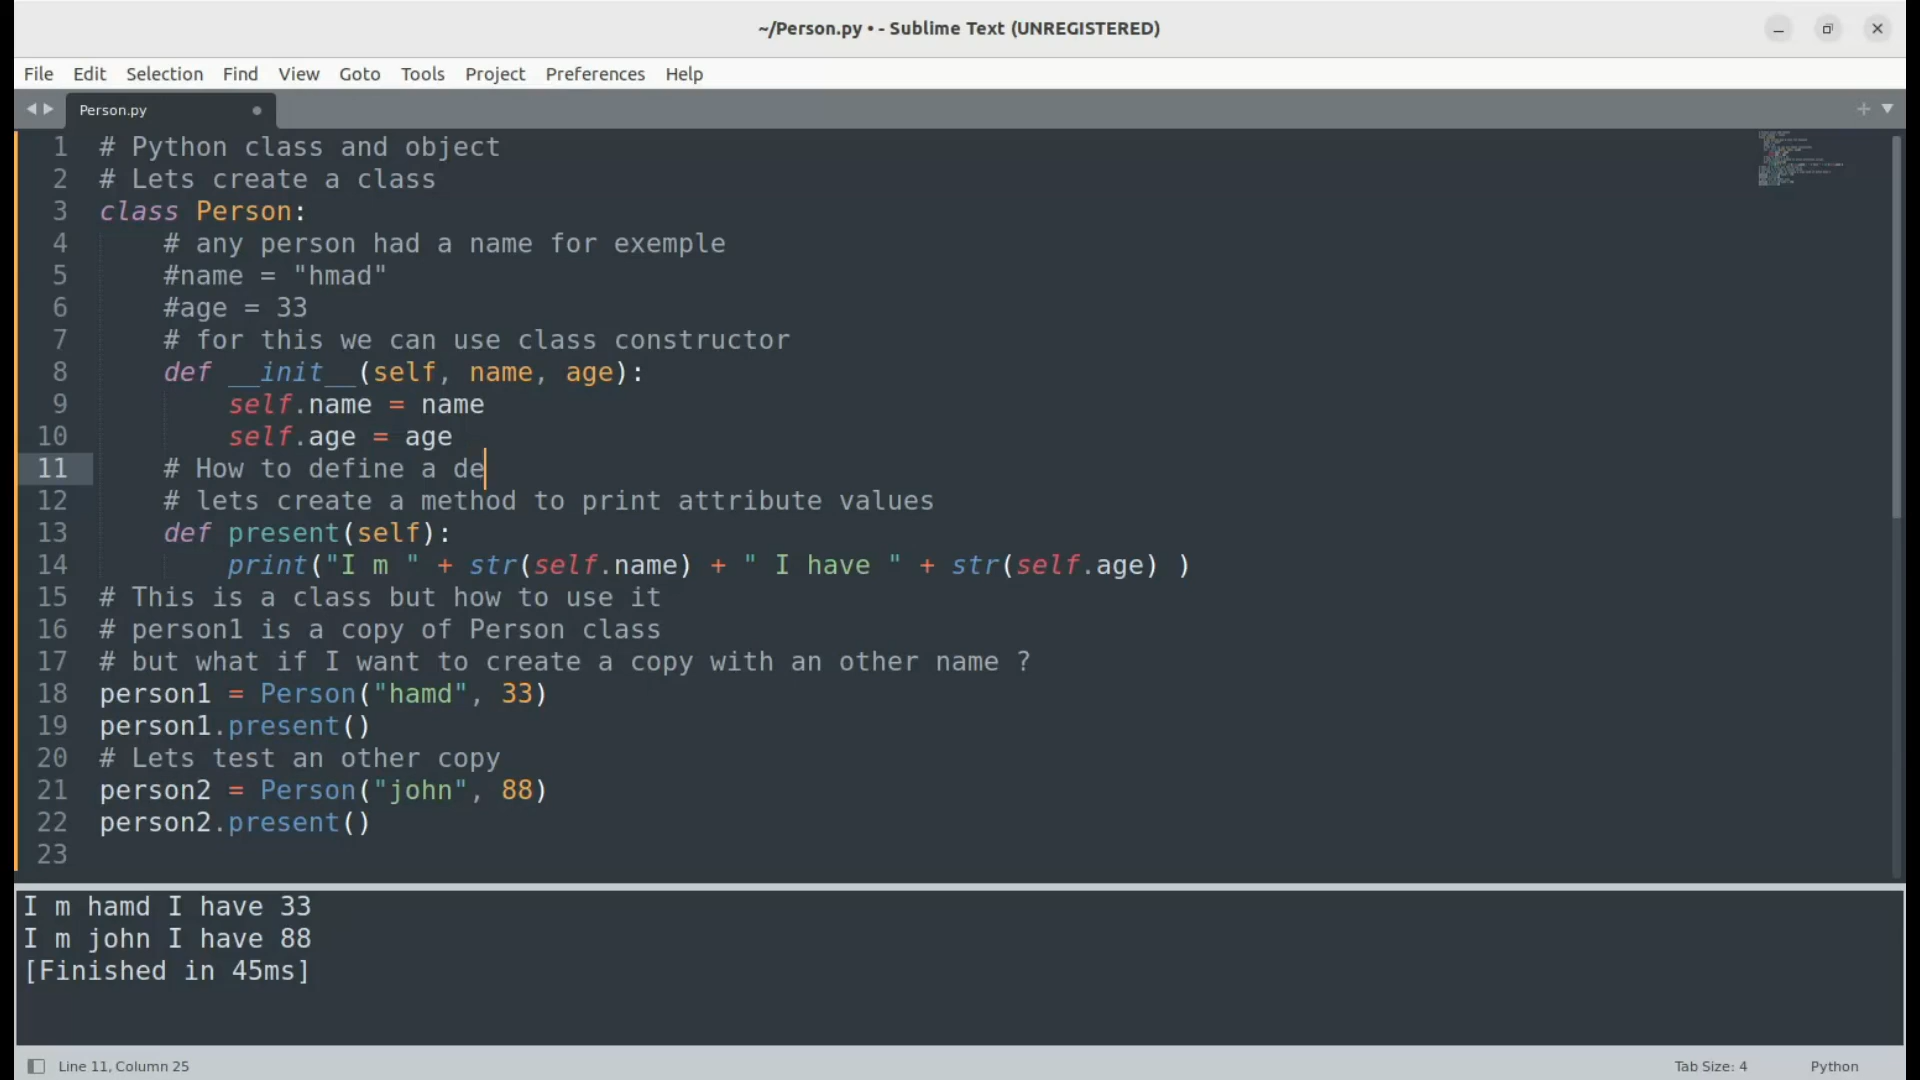 ~/Person.py • - Sublime Text (UNREGISTERED)
File Edit Selection Find View Goto Tools Project Preferences Help
Person.py
1 # Python class and object
2 # Lets create a class
3 class Person:
4     # any person had a name for exemple
5     #name = "hmad"
6     #age = 33
7     # for this we can use class constructor
8     def __init__(self, name, age):
9         self.name = name
10         self.age = age
11     # How to define a de
12     # lets create a method to print attribute values
13     def present(self):
14         print("I m " + str(self.name) + " I have " + str(self.age) )
15 # This is a class but how to use it
16 # person1 is a copy of Person class
17 # but what if I want to create a copy with an other name ?
18 person1 = Person("hamd", 33)
19 person1.present()
20 # Lets test an other copy
21 person2 = Person("john", 88)
22 person2.present()
23
I m hamd I have 33
I m john I have 88
[Finished in 45ms]
Line 11, Column 25 Tab Size: 4 Python